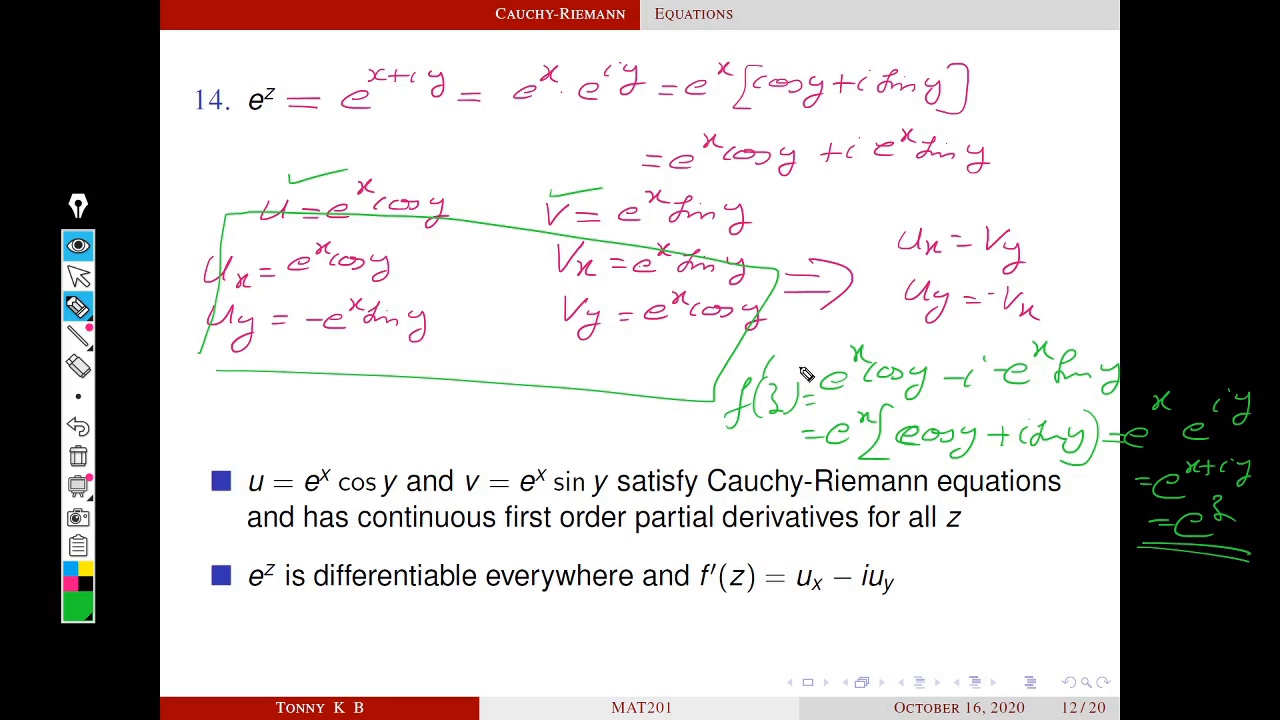 CAUCHY-RIEMANN EQUATIONS
14. e^z = e^{x+iy} = e^x · e^{iy} = e^x [cos y + i sin y]
= e^x cos y + i e^x sin y
u = e^x cos y V = e^x sin y
u_x = e^x cos y V_x = e^x sin y ⇒ u_x = V_y
u_y = -e^x sin y V_y = e^x cos y u_y = -V_x
f'(z) = e^x cos y - i -e^x sin y
= e^x [cos y + i sin y) = e^x e^{iy}
= e^{x+iy}
= e^z
■ u = e^x cos y and v = e^x sin y satisfy Cauchy-Riemann equations
and has continuous first order partial derivatives for all z
■ e^z is differentiable everywhere and f′(z) = u_x − iu_y
TONNY K B MAT201 OCTOBER 16, 2020 12 / 20